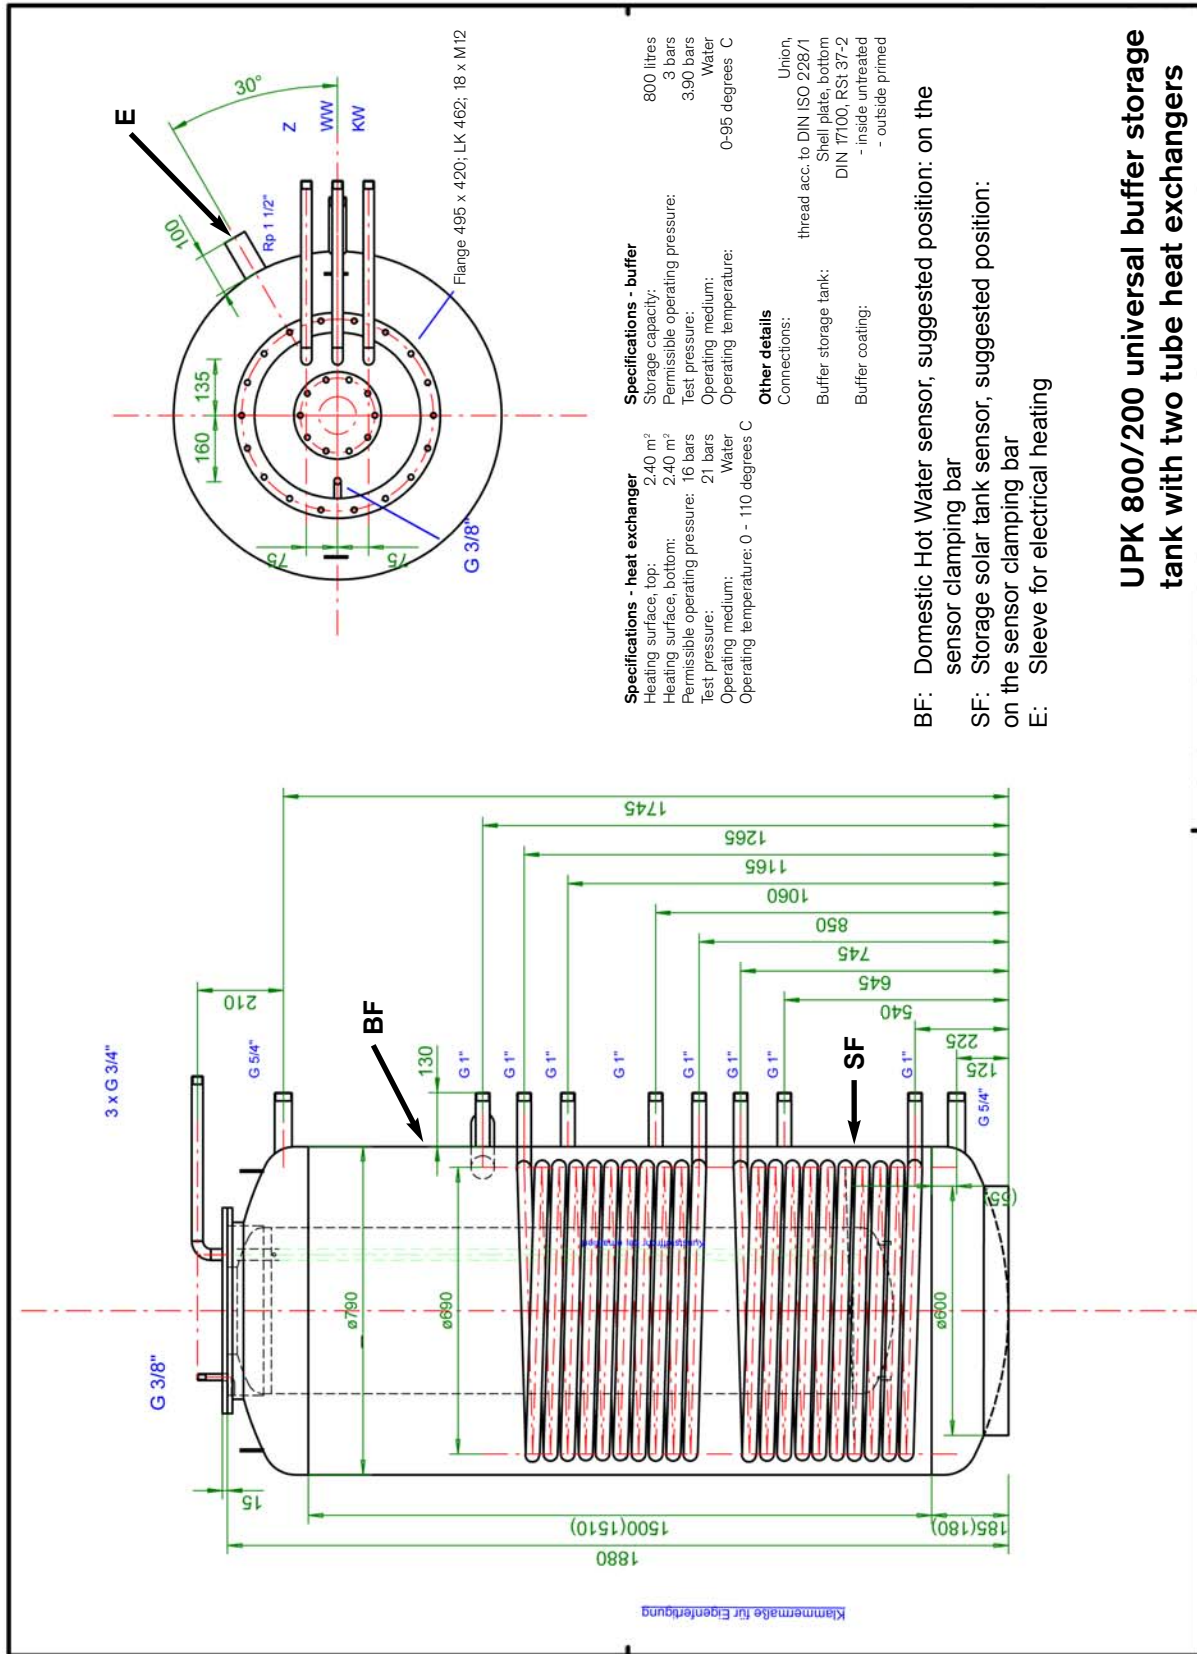 3 x G 3/4"
G 3/8"
G 5/4"
210
15
BF
130
G 1"
G 1"
G 1"
G 1"
G 1"
G 1"
G 1"
G 1"
G 5/4"
SF
ø790
ø690
ø600
Kunststoffrohr
(65)
1745
1265
1165
1060
850
745
645
540
225
125
1500(1510)
185(180)
1880
Klammermaße für Eigenfertigung
E
30°
100
Rp 1 1/2"
Z
WW
KW
135
160
75
75
G 3/8"
Flange 495 x 420; LK 462; 18 x M12
Specifications - heat exchanger
Heating surface, top: 2.40 m²
Heating surface, bottom: 2.40 m²
Permissible operating pressure: 16 bars
Test pressure: 21 bars
Operating medium: Water
Operating temperature: 0 - 110 degrees C
Specifications - buffer
Storage capacity: 800 litres
Permissible operating pressure: 3 bars
Test pressure: 3.90 bars
Operating medium: Water
Operating temperature: 0-95 degrees C
Other details
Connections: Union,
thread acc. to DIN ISO 228/1
Buffer storage tank: Shell plate, bottom
DIN 17100, RSt 37-2
Buffer coating: - inside untreated
- outside primed
BF: Domestic Hot Water sensor, suggested position: on the
sensor clamping bar
SF: Storage solar tank sensor, suggested position:
on the sensor clamping bar
E: Sleeve for electrical heating
UPK 800/200 universal buffer storage
tank with two tube heat exchangers